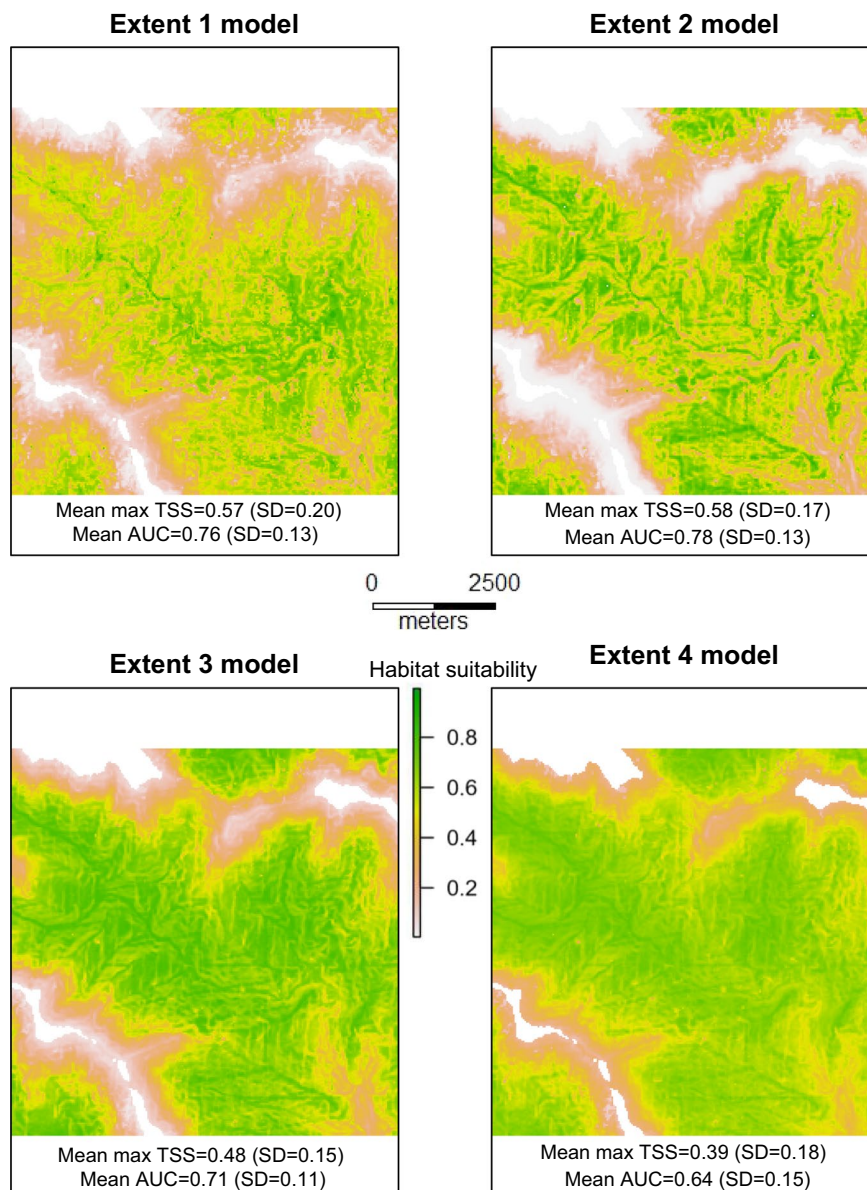 Extent 1 model
Extent 2 model
Mean max TSS=0.57 (SD=0.20)
Mean AUC=0.76 (SD=0.13)
Mean max TSS=0.58 (SD=0.17)
Mean AUC=0.78 (SD=0.13)
0 2500
meters
Extent 3 model
Habitat suitability
Extent 4 model
0.8
0.6
0.4
0.2
Mean max TSS=0.48 (SD=0.15)
Mean AUC=0.71 (SD=0.11)
Mean max TSS=0.39 (SD=0.18)
Mean AUC=0.64 (SD=0.15)